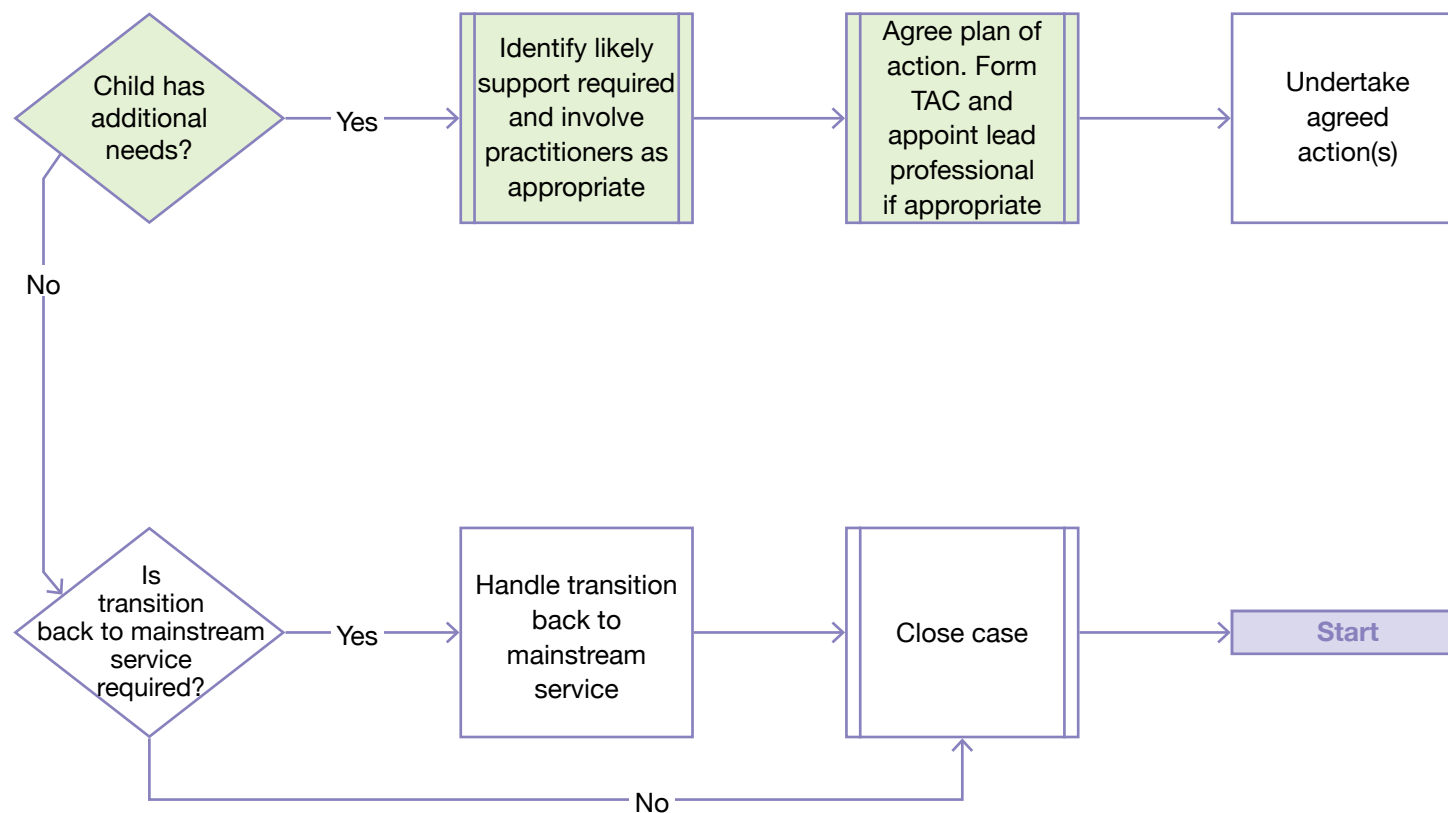 Child has
additional
needs?
Yes
Identify likely
support required
and involve
practitioners as
appropriate
Agree plan of
action. Form
TAC and
appoint lead
professional
if appropriate
Undertake
agreed
action(s)
No
Is
transition
back to mainstream
service
required?
Yes
Handle transition
back to
mainstream
service
Close case
Start
No